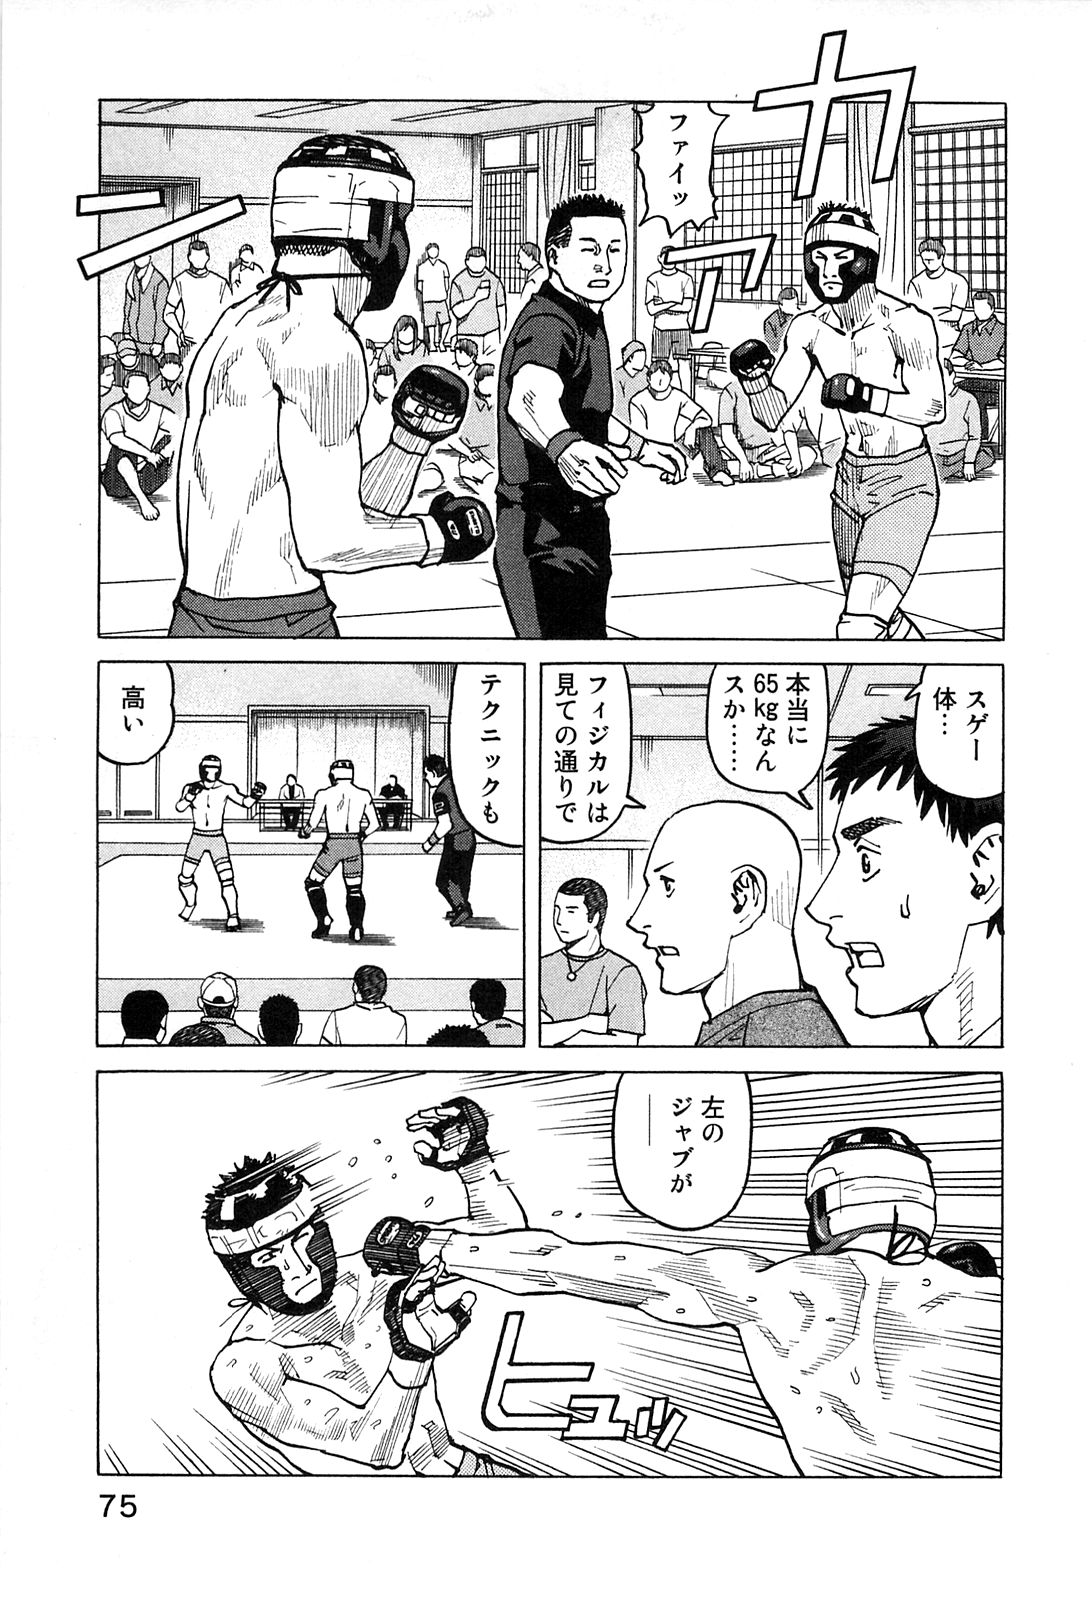 カァーン
ファイッ
スゲー
体…
本当に
65kgなん
スか……
フィジカルは
見ての通りで
テクニックも
高い
左の
ジャブが
──
ヒュッ
75